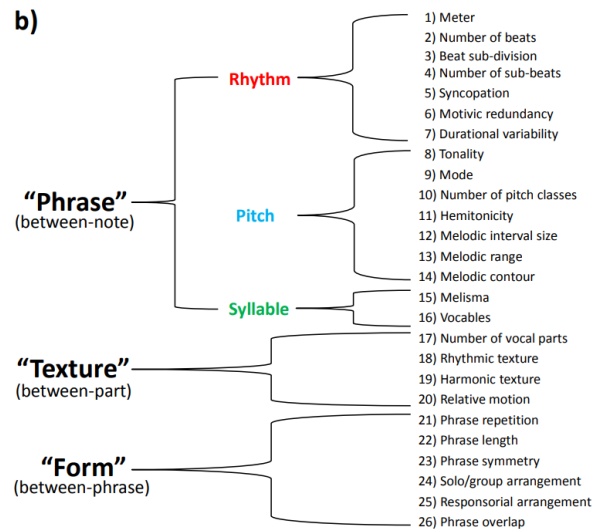 b)
“Phrase”
(between-note)
Rhythm
1) Meter
2) Number of beats
3) Beat sub-division
4) Number of sub-beats
5) Syncopation
6) Motivic redundancy
7) Durational variability
Pitch
8) Tonality
9) Mode
10) Number of pitch classes
11) Hemitonicity
12) Melodic interval size
13) Melodic range
14) Melodic contour
Syllable
15) Melisma
16) Vocables
“Texture”
(between-part)
17) Number of vocal parts
18) Rhythmic texture
19) Harmonic texture
20) Relative motion
“Form”
(between-phrase)
21) Phrase repetition
22) Phrase length
23) Phrase symmetry
24) Solo/group arrangement
25) Responsorial arrangement
26) Phrase overlap